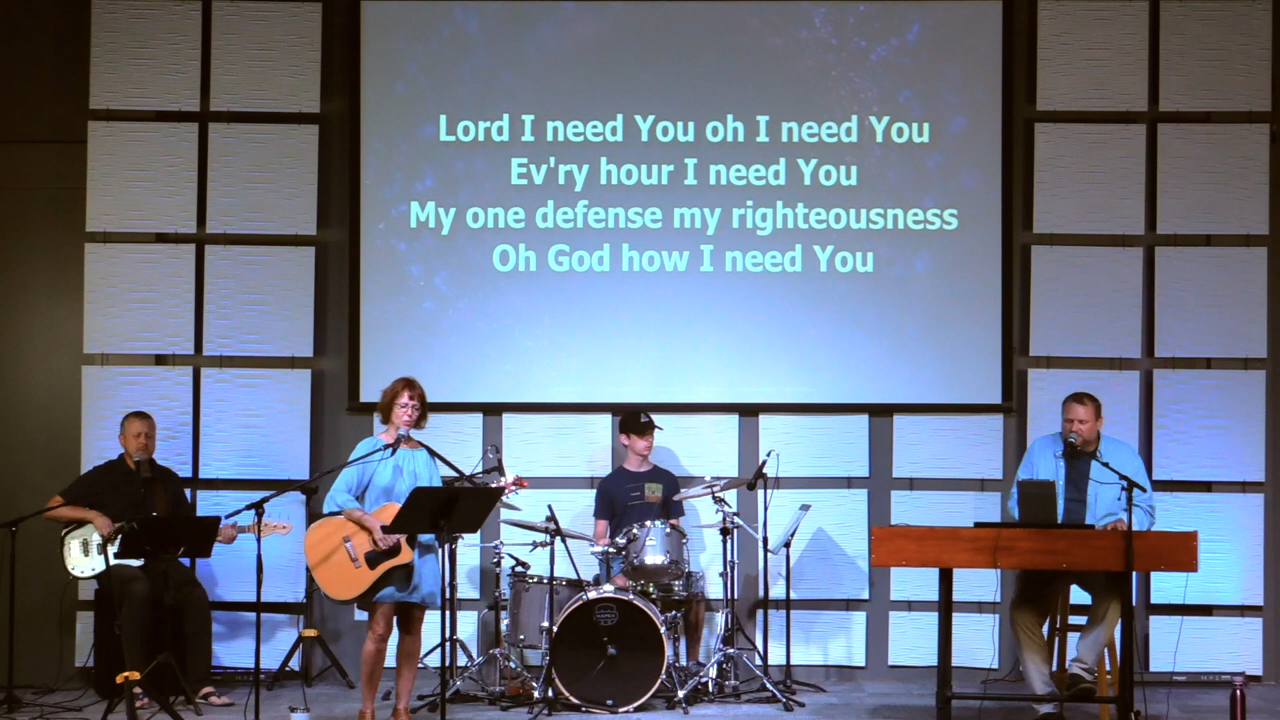 Lord I need You oh I need You
Ev'ry hour I need You
My one defense my righteousness
Oh God how I need You
MAPEX